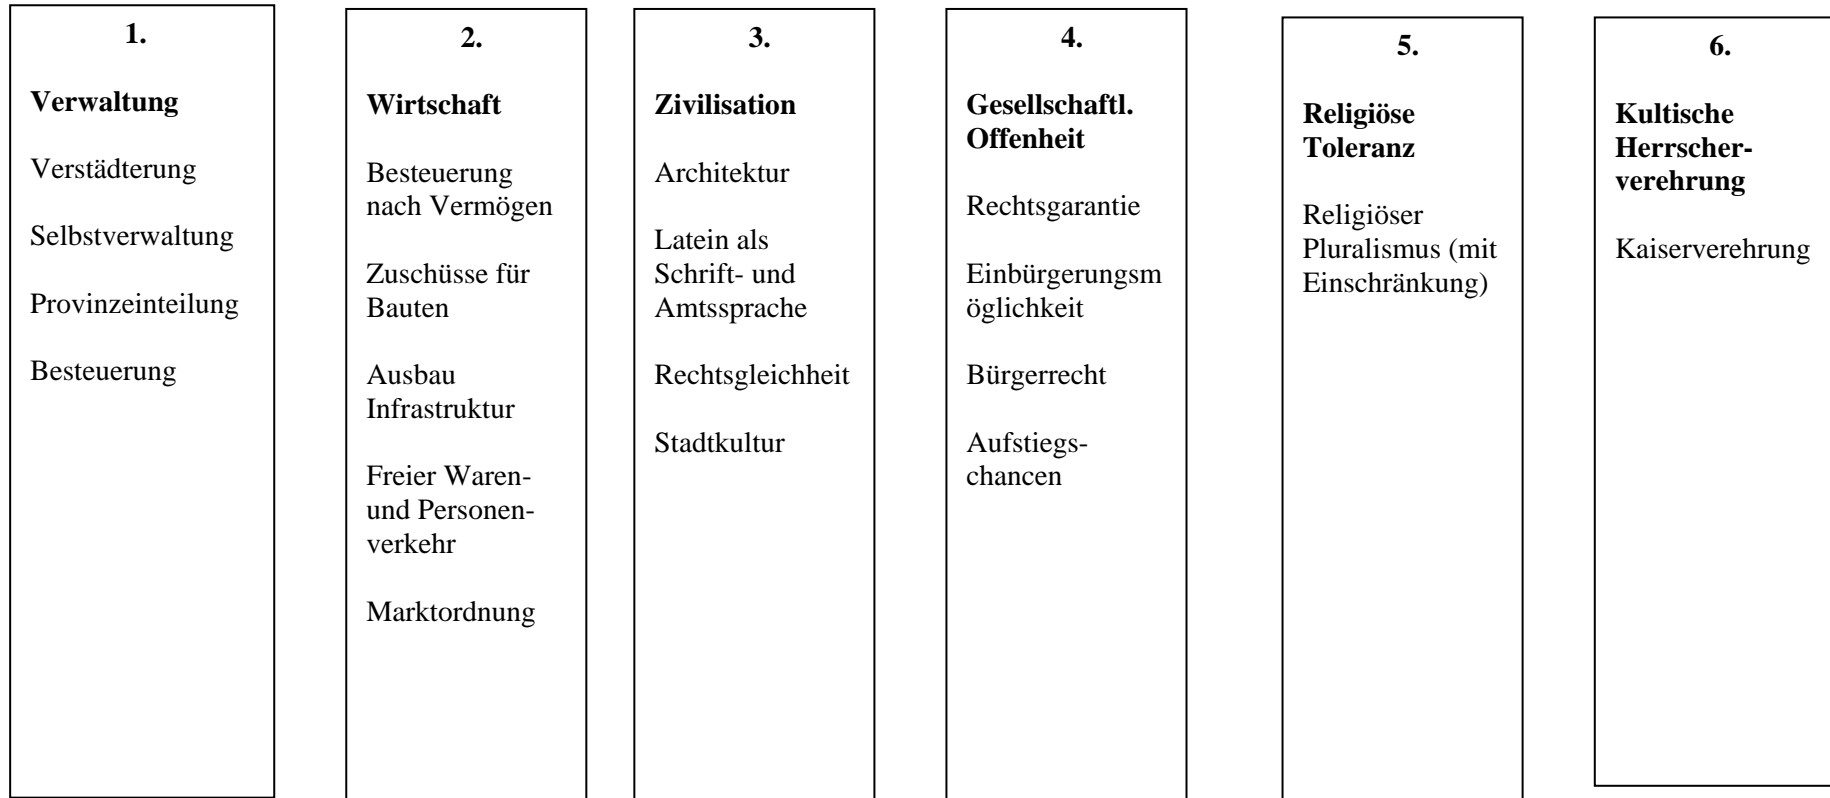 1.
Verwaltung
Verstädterung
Selbstverwaltung
Provinzeinteilung
Besteuerung
2.
Wirtschaft
Besteuerung
nach Vermögen
Zuschüsse für
Bauten
Ausbau
Infrastruktur
Freier Waren-
und Personen-
verkehr
Marktordnung
3.
Zivilisation
Architektur
Latein als
Schrift- und
Amtssprache
Rechtsgleichheit
Stadtkultur
4.
Gesellschaftl.
Offenheit
Rechtsgarantie
Einbürgerungsm
öglichkeit
Bürgerrecht
Aufstiegs-
chancen
5.
Religiöse
Toleranz
Religiöser
Pluralismus (mit
Einschränkung)
6.
Kultische
Herrscher-
verehrung
Kaiserverehrung